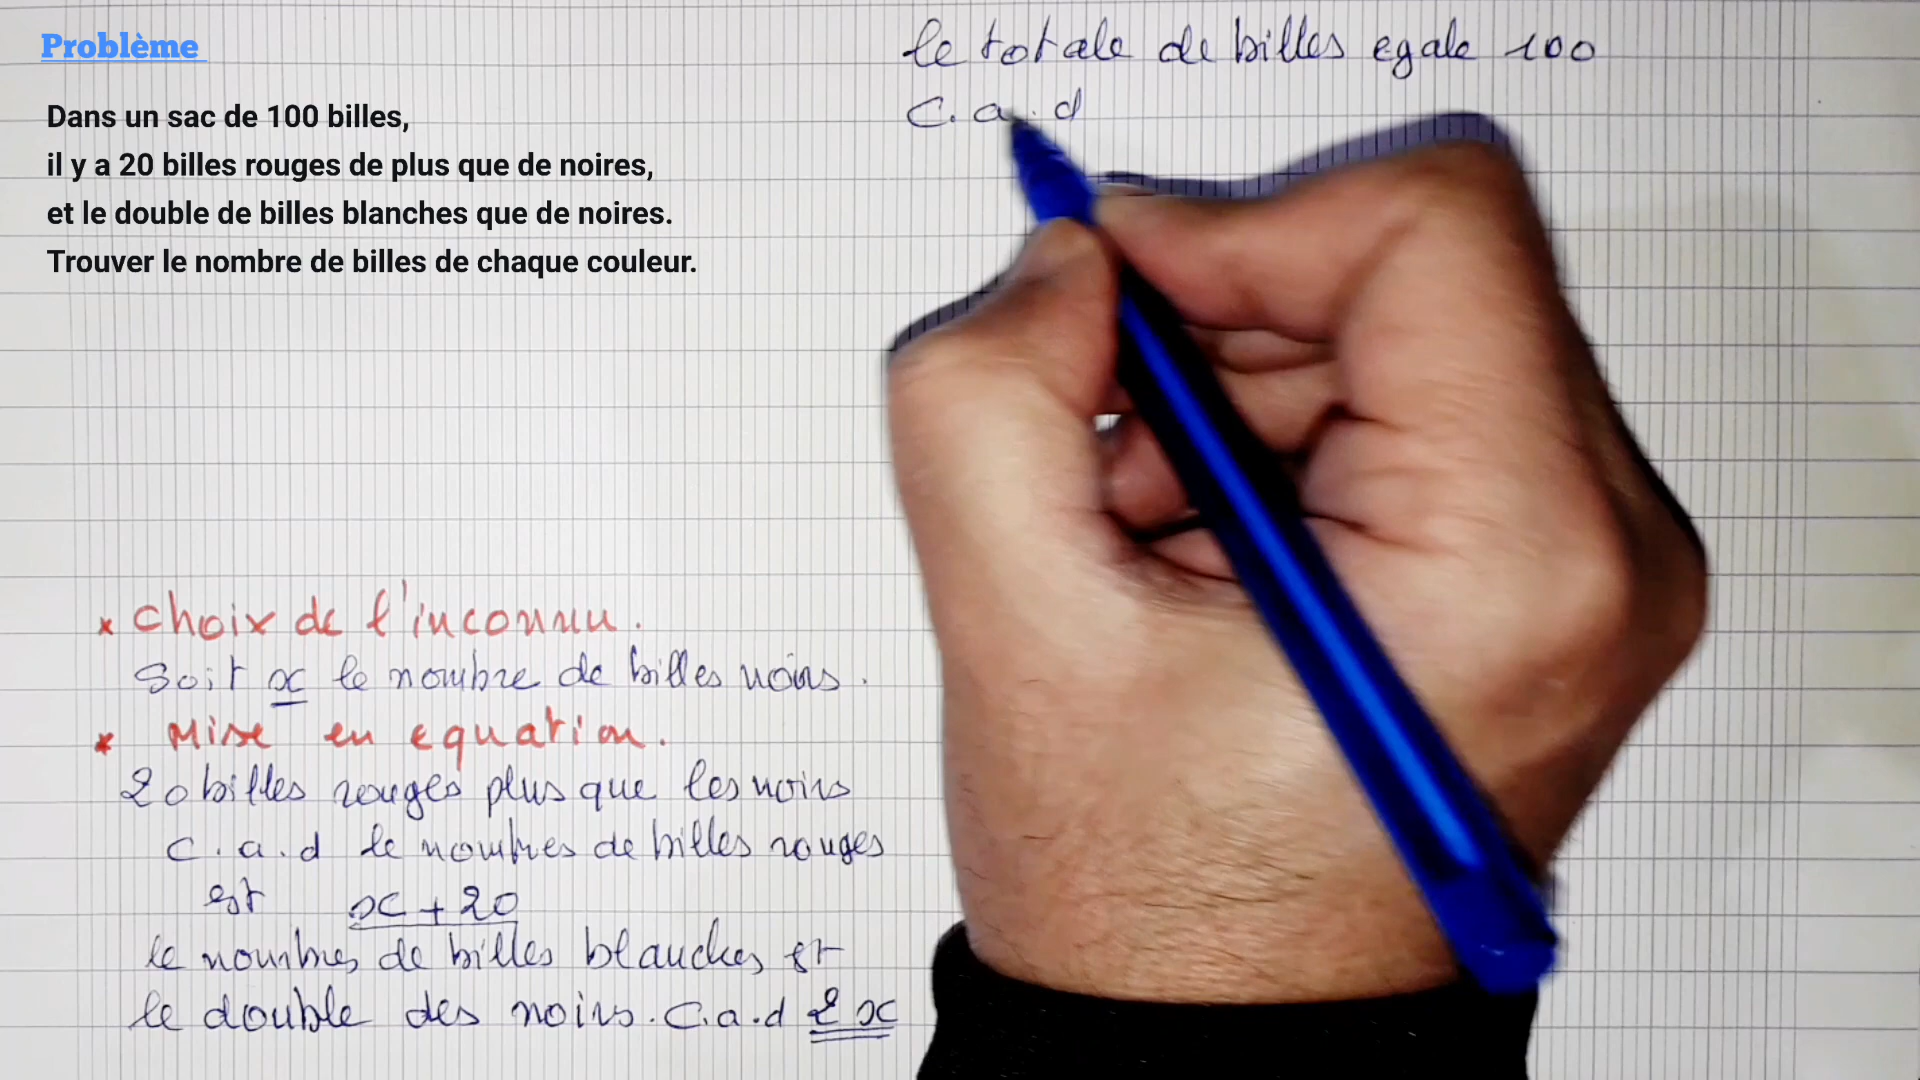 Problème
Dans un sac de 100 billes,
il y a 20 billes rouges de plus que de noires,
et le double de billes blanches que de noires.
Trouver le nombre de billes de chaque couleur.
* Choix de l'inconnu.
Soit x le nombre de billes noirs.
* Mise en equation.
20 billes rouges plus que les noirs
c.a.d le nombres de billes rouges
est x + 20
le nombres de billes blanches est
le double des noirs. C.a.d 2x
le totale de billes egale 100
C.a.d